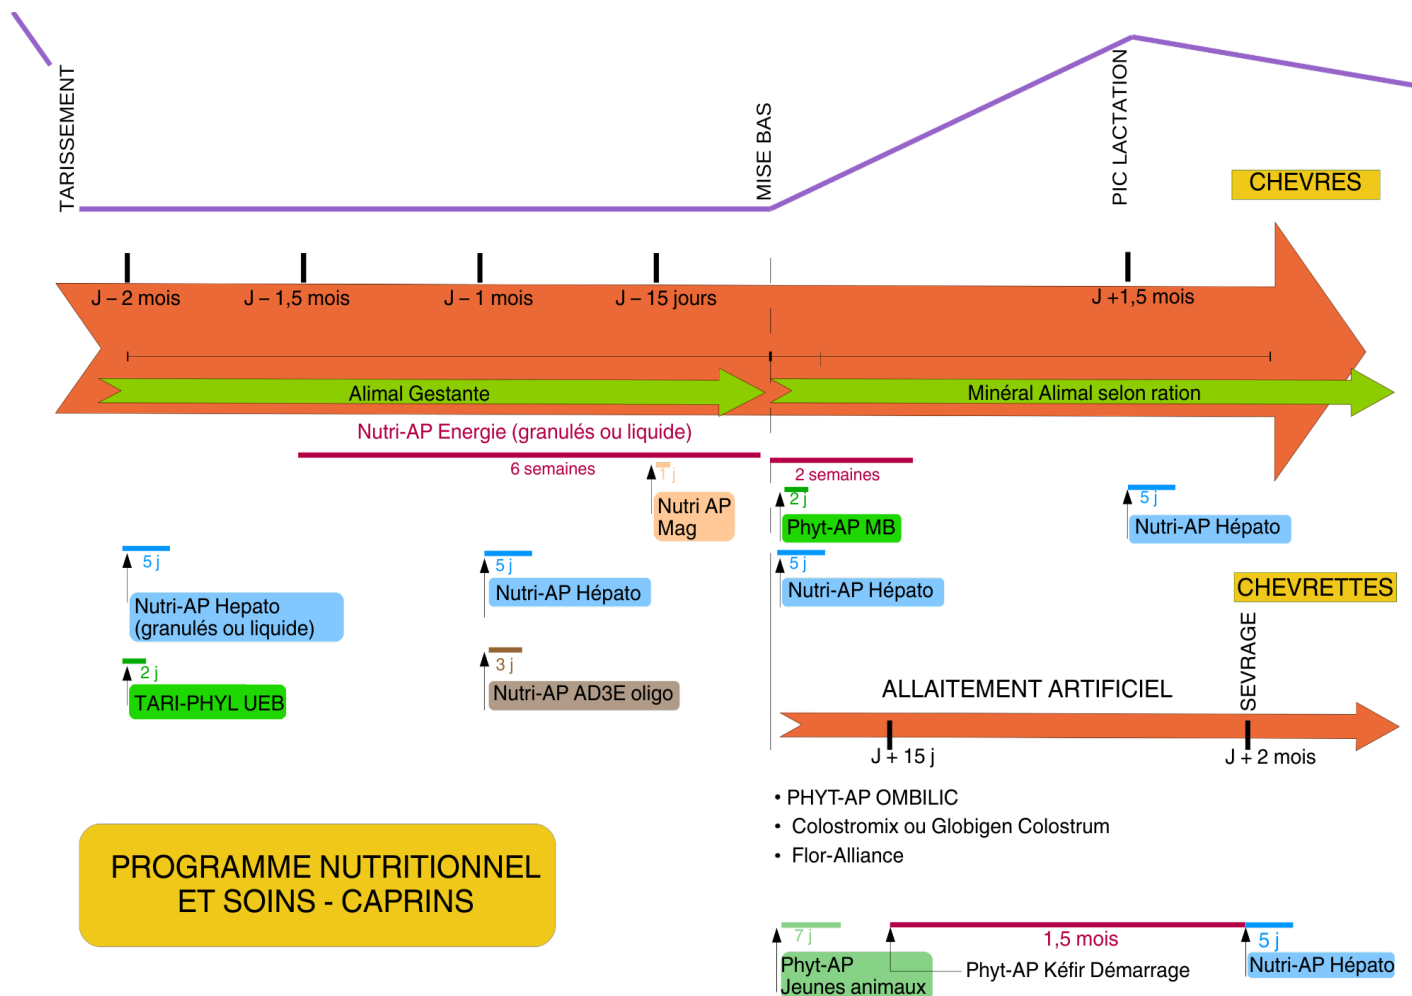 TARISSEMENT
MISE BAS
PIC LACTATION
CHEVRES
J – 2 mois
J – 1,5 mois
J – 1 mois
J – 15 jours
J +1,5 mois
Alimal Gestante
Minéral Alimal selon ration
Nutri-AP Energie (granulés ou liquide)
6 semaines
2 semaines
1 j
Nutri AP
Mag
2 j
Phyt-AP MB
5 j
Nutri-AP Hépato
5 j
Nutri-AP Hepato
(granulés ou liquide)
5 j
Nutri-AP Hépato
5 j
Nutri-AP Hépato
2 j
TARI-PHYL UEB
3 j
Nutri-AP AD3E oligo
CHEVRETTES
SEVRAGE
ALLAITEMENT ARTIFICIEL
J + 15 j
J + 2 mois
• PHYT-AP OMBILIC
• Colostromix ou Globigen Colostrum
• Flor-Alliance
PROGRAMME NUTRITIONNEL
ET SOINS - CAPRINS
7 j
Phyt-AP
Jeunes animaux
1,5 mois
Phyt-AP Kéfir Démarrage
5 j
Nutri-AP Hépato